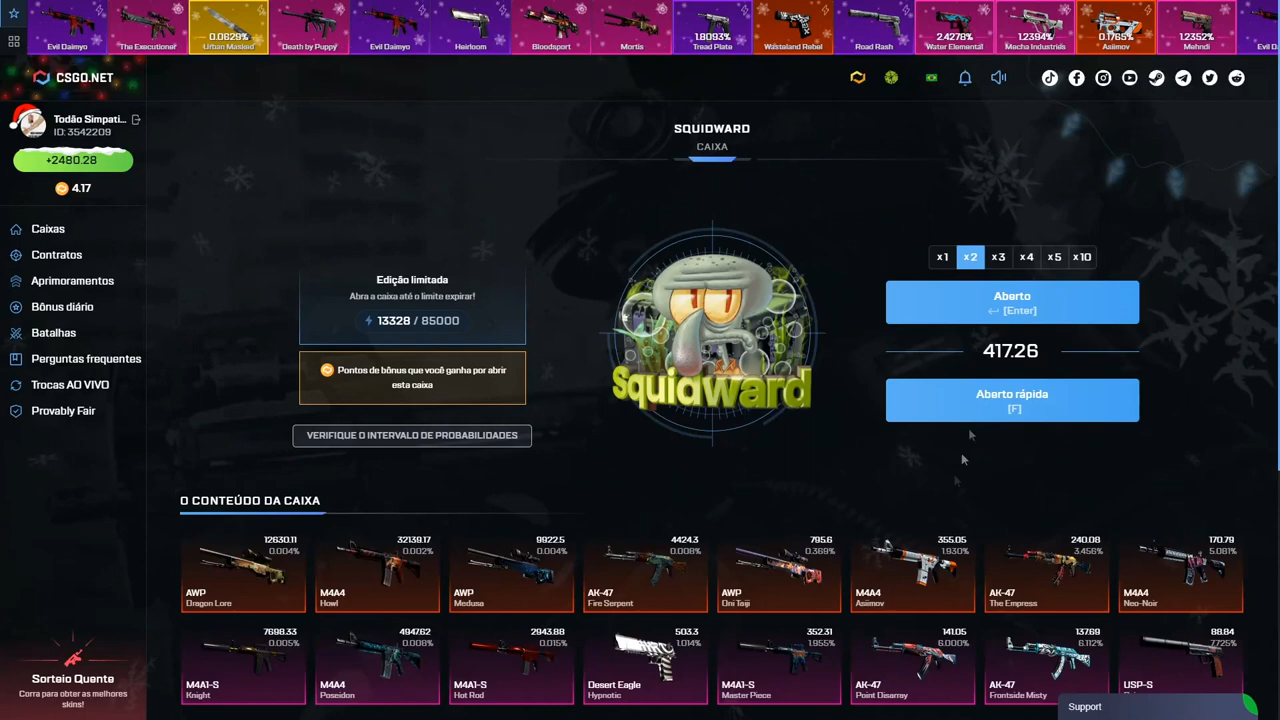 Evil Daimyo
The Executioner
0.0629%
Urban Masked
Death by Puppy
Evil Daimyo
Heirloom
Bloodsport
Mortis
1.8093%
Tread Plate
Wasteland Rebel
Road Rash
2.4278%
Water Elemental
1.2394%
Mecha Industries
0.1765%
Asiimov
1.2352%
Mehndi
CSGO.NET
Todão Simpati...
ID: 3542209
+2480.28
4.17
Caixas
Contratos
Aprimoramentos
Bônus diário
Batalhas
Perguntas frequentes
Trocas AO VIVO
Provably Fair
Sorteio Quente
Corra para obter as melhores
skins!
SQUIDWARD
CAIXA
Edição limitada
Abra a caixa até o limite expirar!
13328 / 85000
Pontos de bônus que você ganha por abrir
esta caixa
VERIFIQUE O INTERVALO DE PROBABILIDADES
Squidward
x1 x2 x3 x4 x5 x10
Aberto
[Enter]
417.26
Aberto rápida
[F]
O CONTEÚDO DA CAIXA
12630.11
0.004%
AWP
Dragon Lore
32139.17
0.002%
M4A4
Howl
9922.5
0.004%
AWP
Medusa
4424.3
0.008%
AK-47
Fire Serpent
795.6
0.369%
AWP
Oni Taiji
355.05
1.930%
M4A4
Asiimov
240.08
3.456%
AK-47
The Empress
170.79
5.081%
M4A4
Neo-Noir
7698.33
0.005%
M4A1-S
Knight
4947.62
0.008%
M4A4
Poseidon
2943.88
0.015%
M4A1-S
Hot Rod
503.3
1.014%
Desert Eagle
Hypnotic
352.31
1.955%
M4A1-S
Master Piece
141.05
6.000%
AK-47
Point Disarray
137.69
6.112%
AK-47
Frontside Misty
88.84
7.725%
USP-S
Support